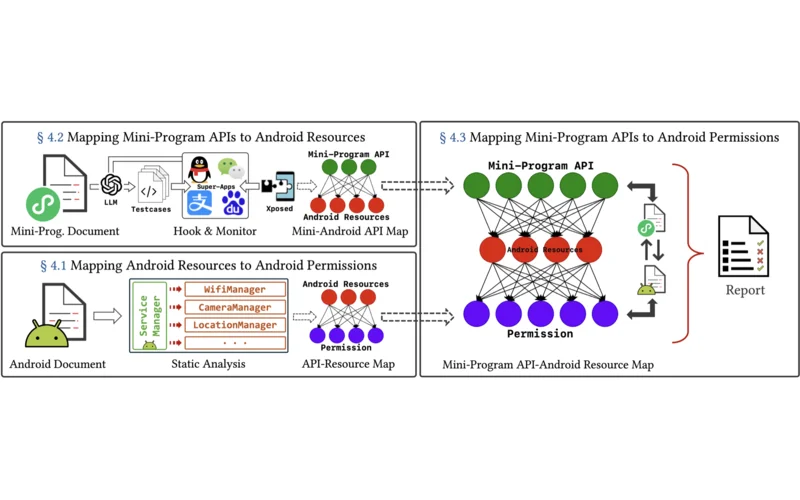 § 4.2 Mapping Mini-Program APIs to Android Resources
Mini-Prog. Document
LLM
</>
Testcases
Super-Apps
支
du
Hook & Monitor
Xposed
Mini-Program API
Android Resources
Mini-Android API Map
§ 4.1 Mapping Android Resources to Android Permissions
Android Document
Service
Manager
WifiManager
CameraManager
LocationManager
. . .
Static Analysis
Android Resources
Permission
API-Resource Map
§ 4.3 Mapping Mini-Program APIs to Android Permissions
Mini-Program API
Android Resources
Permission
Mini-Program API-Android Resource Map
Report